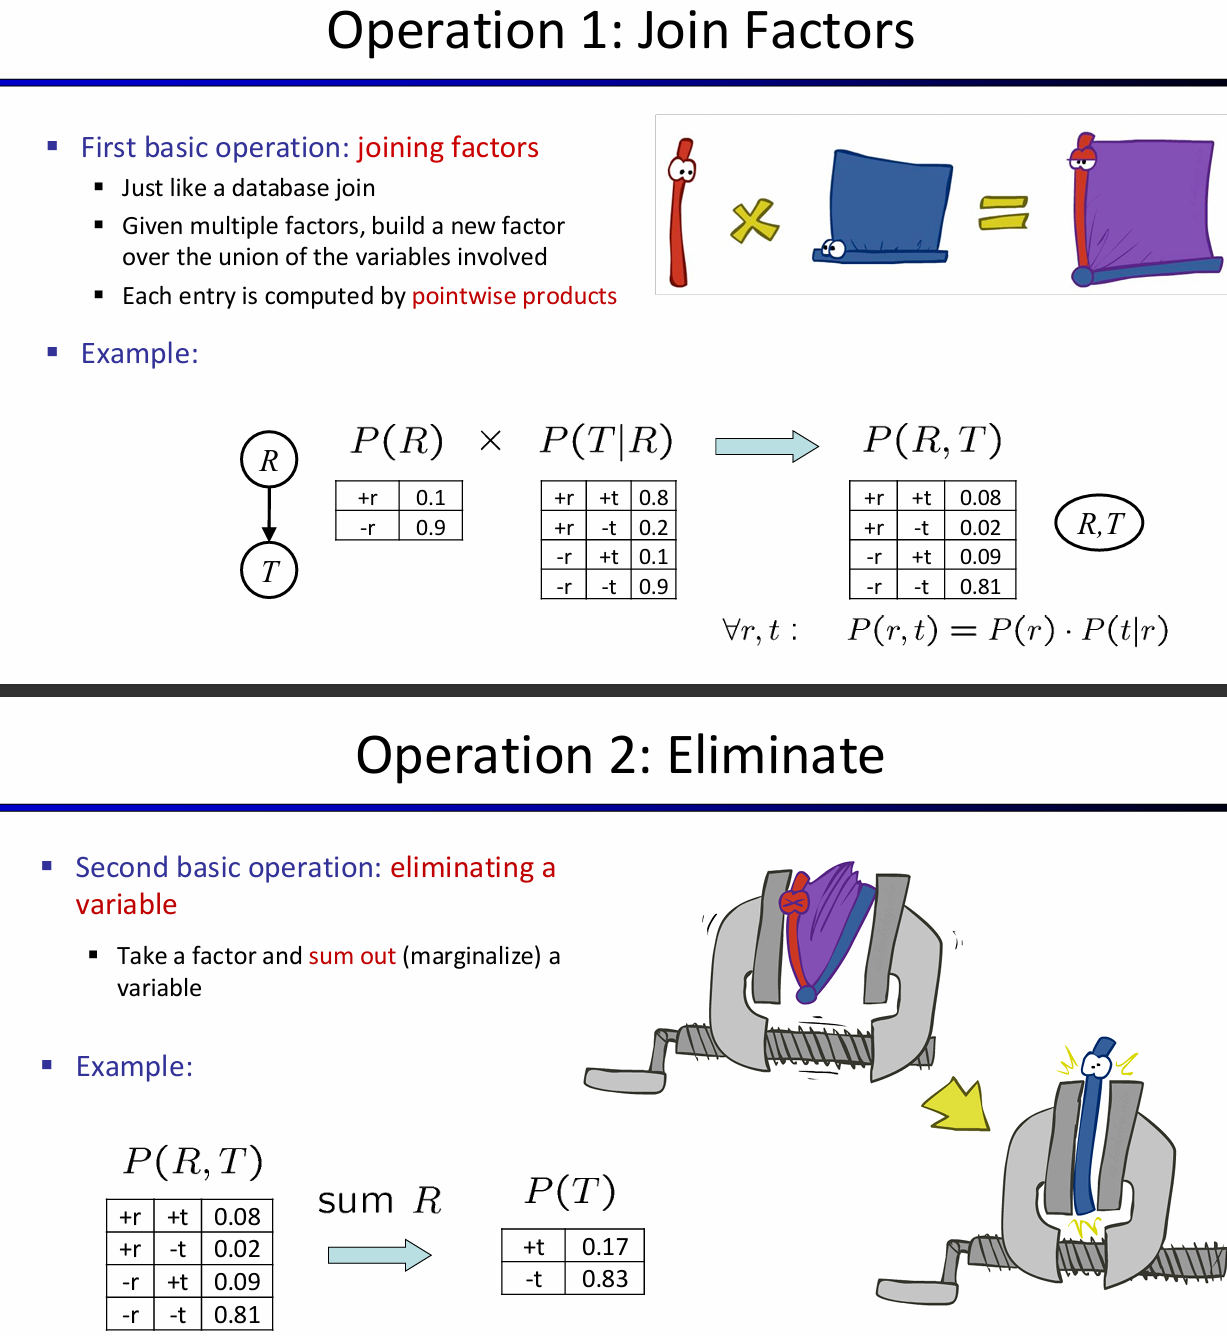 Operation 1: Join Factors
▪ First basic operation: joining factors
▪ Just like a database join
▪ Given multiple factors, build a new factor
over the union of the variables involved
▪ Each entry is computed by pointwise products
▪ Example:
R
T
P(R) × P(T|R) P(R, T)
+r 0.1
-r 0.9
+r +t 0.8
+r -t 0.2
-r +t 0.1
-r -t 0.9
+r +t 0.08
+r -t 0.02
-r +t 0.09
-r -t 0.81
R,T
∀r, t : P(r, t) = P(r) · P(t|r)
Operation 2: Eliminate
▪ Second basic operation: eliminating a
variable
▪ Take a factor and sum out (marginalize) a
variable
▪ Example:
P(R, T)
+r +t 0.08
+r -t 0.02
-r +t 0.09
-r -t 0.81
sum R
P(T)
+t 0.17
-t 0.83